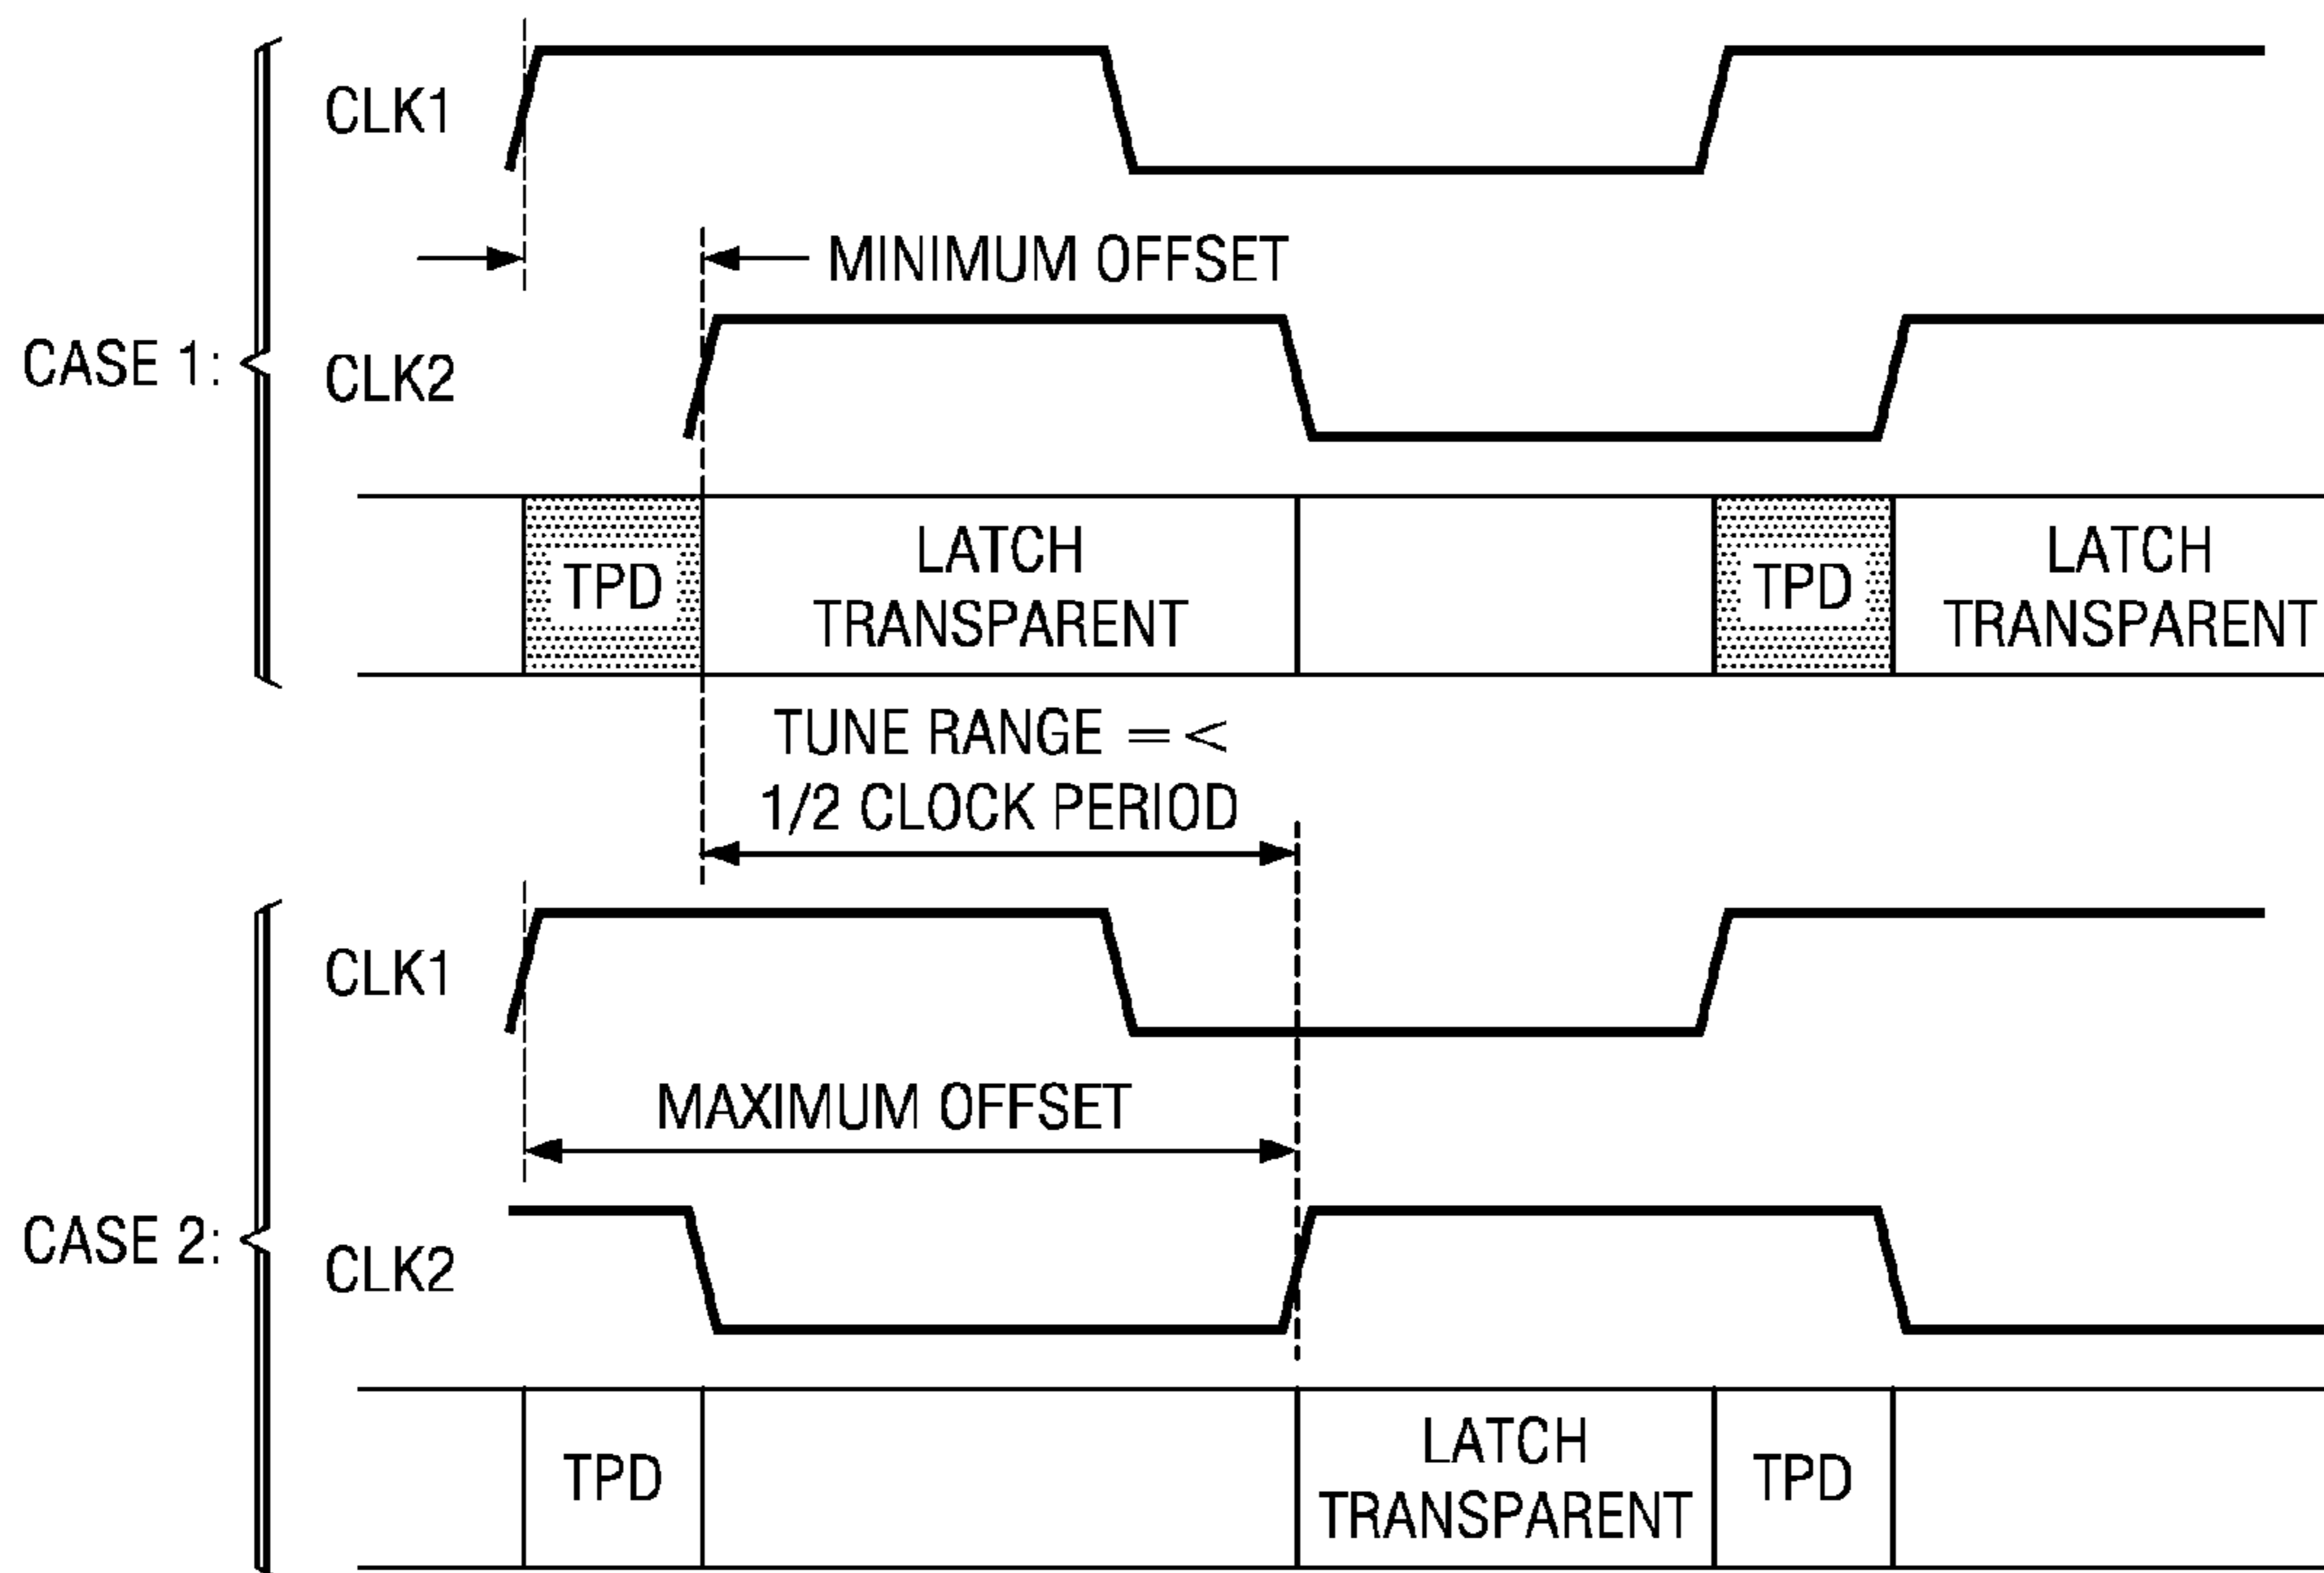 CLK1
MINIMUM OFFSET
CASE 1:
CLK2
TPD
LATCH
TRANSPARENT
TPD
LATCH
TRANSPARENT
TUNE RANGE =<
1/2 CLOCK PERIOD
CLK1
MAXIMUM OFFSET
CASE 2:
CLK2
TPD
LATCH
TRANSPARENT
TPD